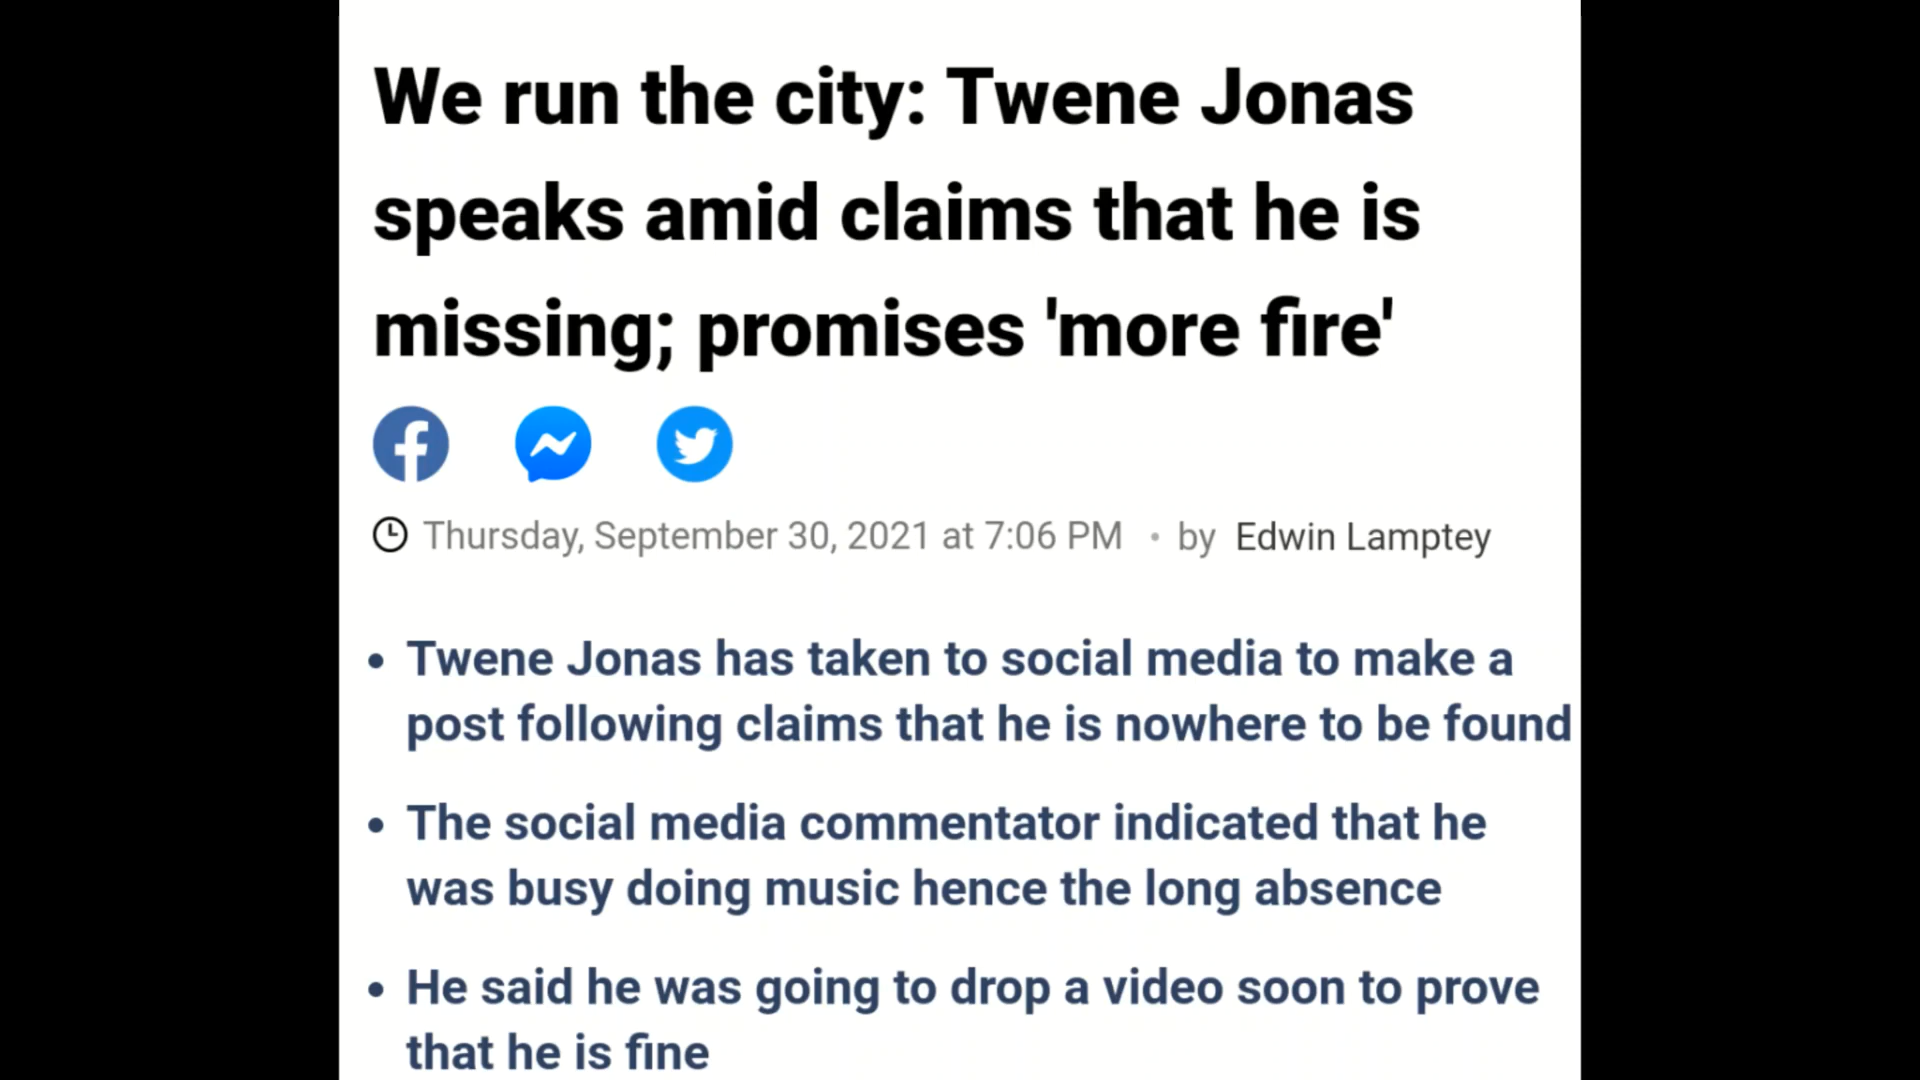 We run the city: Twene Jonas
speaks amid claims that he is
missing; promises 'more fire'
Thursday, September 30, 2021 at 7:06 PM • by Edwin Lamptey
• Twene Jonas has taken to social media to make a
post following claims that he is nowhere to be found
• The social media commentator indicated that he
was busy doing music hence the long absence
• He said he was going to drop a video soon to prove
that he is fine